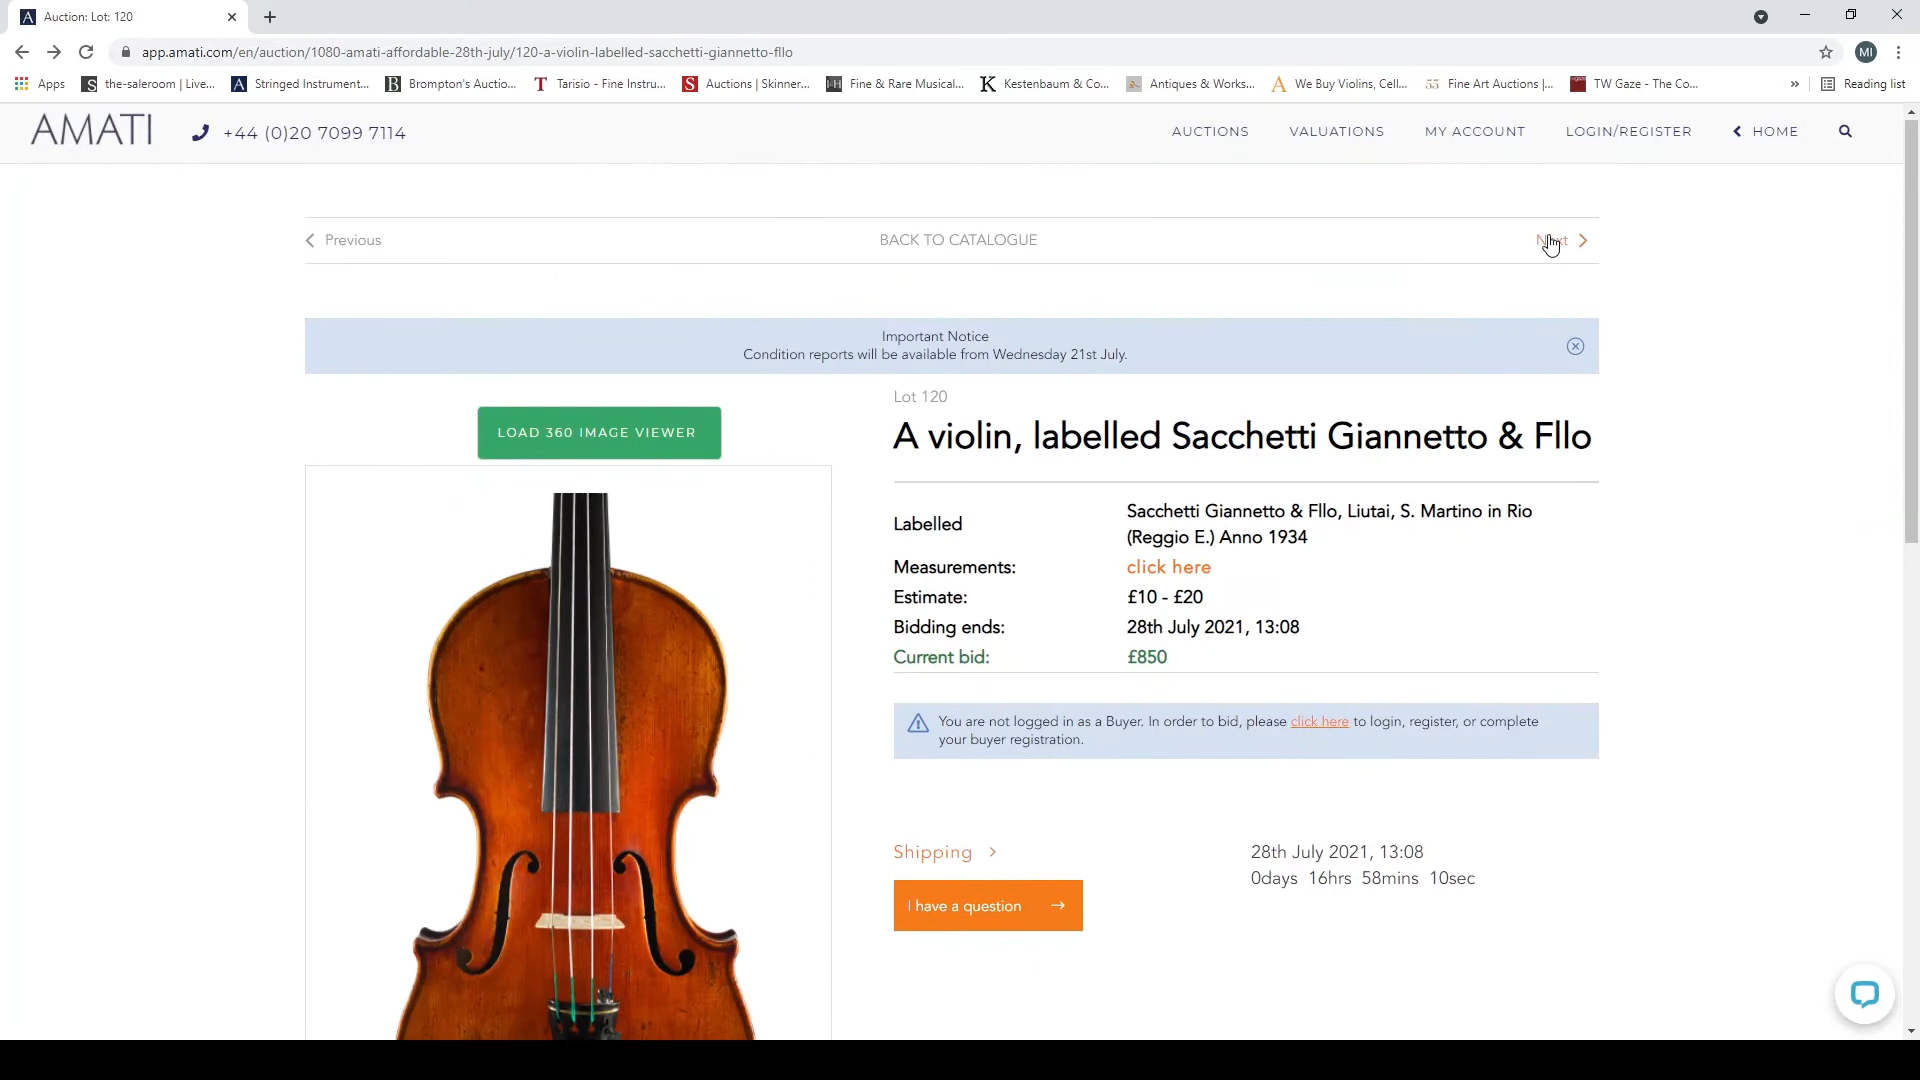 Auction: Lot: 120
app.amati.com/en/auction/1080-amati-affordable-28th-july/120-a-violin-labelled-sacchetti-giannetto-fllo
MI
Apps
the-saleroom | Live...
Stringed Instrument...
Brompton's Auctio...
Tarisio - Fine Instru...
Auctions | Skinner...
Fine & Rare Musical...
Kestenbaum & Co...
Antiques & Works...
We Buy Violins, Cell...
Fine Art Auctions |...
TW Gaze - The Co...
»
Reading list
AMATI
+44 (0)20 7099 7114
AUCTIONS
VALUATIONS
MY ACCOUNT
LOGIN/REGISTER
HOME
Previous
BACK TO CATALOGUE
Next
Important Notice
Condition reports will be available from Wednesday 21st July.
LOAD 360 IMAGE VIEWER
Lot 120
A violin, labelled Sacchetti Giannetto & Fllo
Labelled
Sacchetti Giannetto & Fllo, Liutai, S. Martino in Rio
(Reggio E.) Anno 1934
Measurements: click here
Estimate: £10 - £20
Bidding ends: 28th July 2021, 13:08
Current bid: £850
You are not logged in as a Buyer. In order to bid, please click here to login, register, or complete
your buyer registration.
Shipping >
28th July 2021, 13:08
0days 16hrs 58mins 10sec
I have a question →